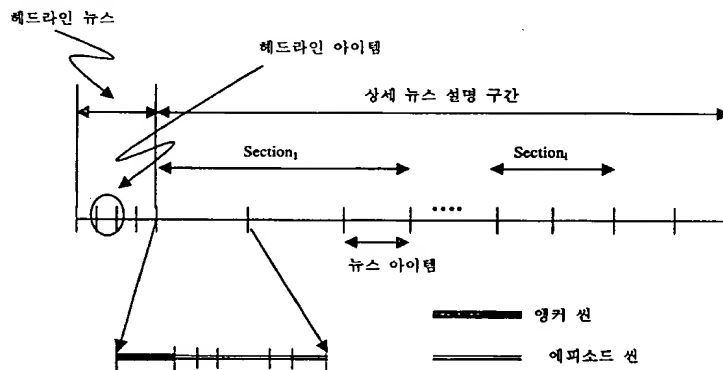 헤드라인 뉴스
헤드라인 아이템
상세 뉴스 설명 구간
Section₁
Sectionᵢ
....
뉴스 아이템
앵커 씬
에피소드 씬